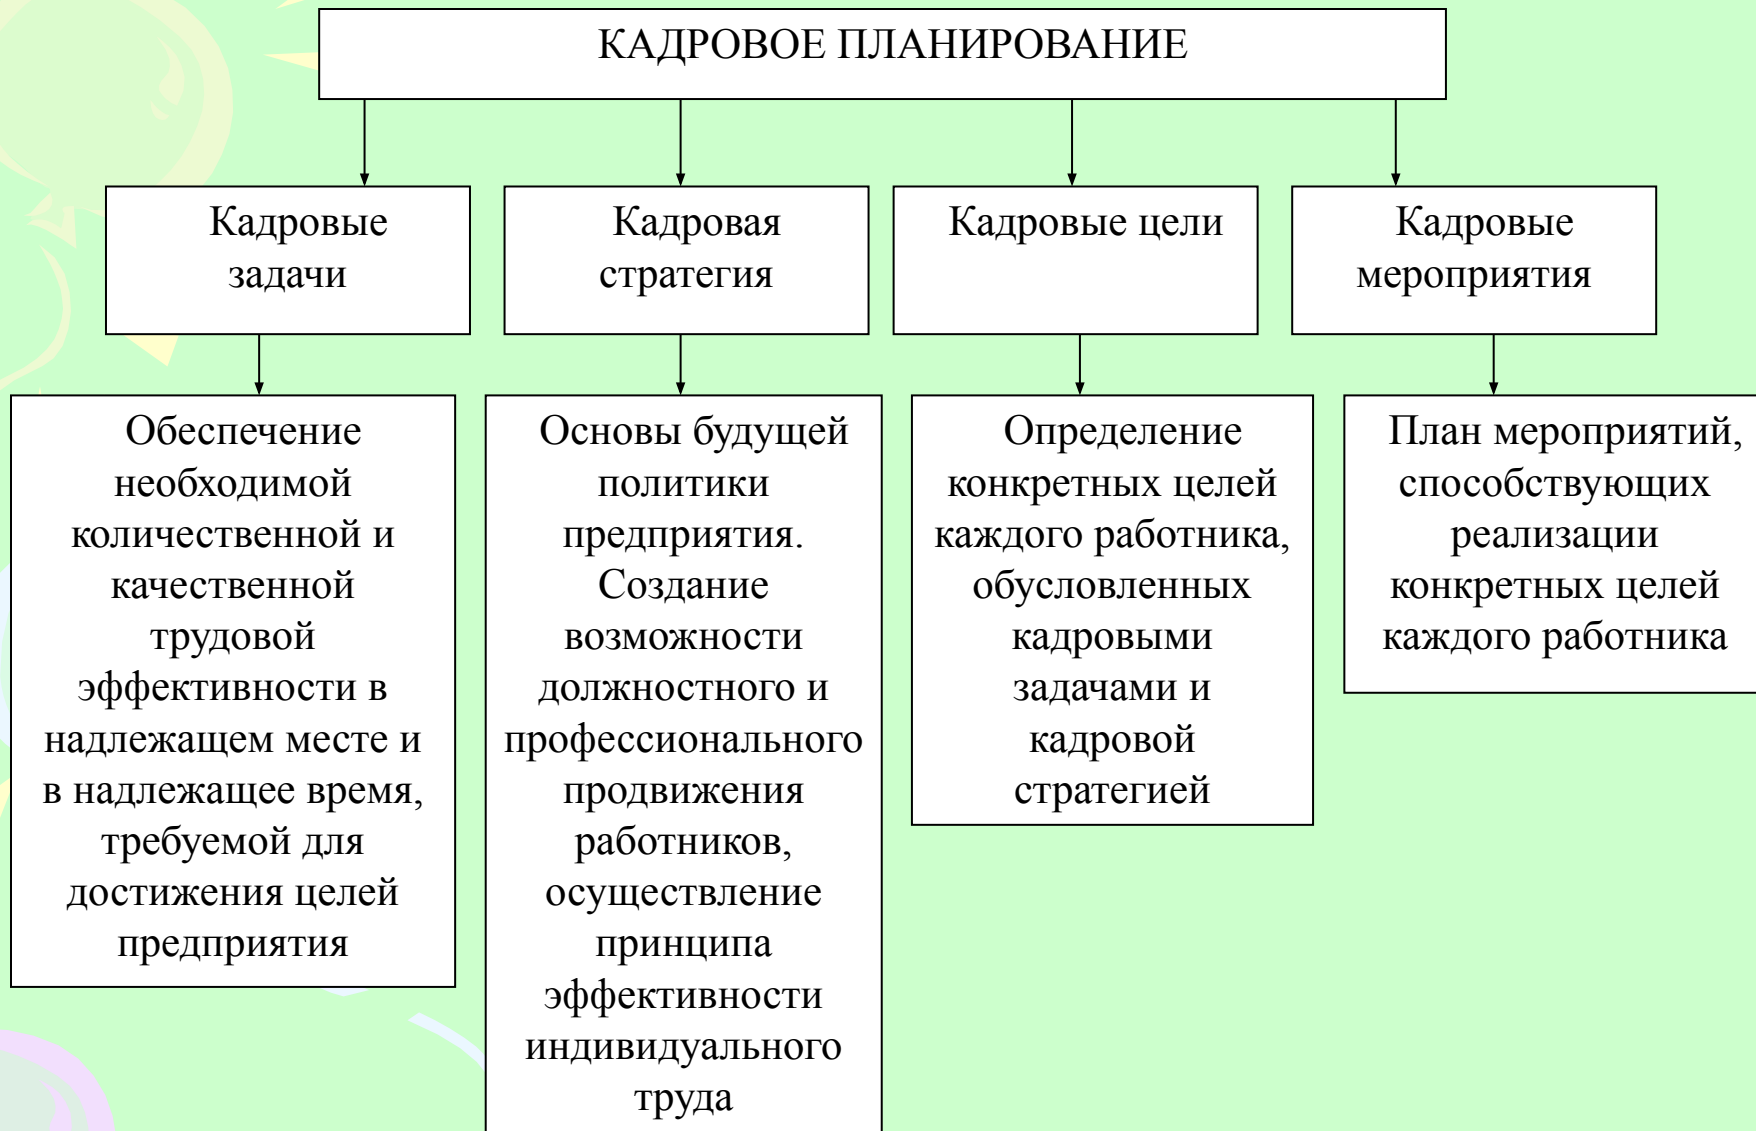 КАДРОВОЕ ПЛАНИРОВАНИЕ
Кадровые
задачи
Кадровая
стратегия
Кадровые цели
Кадровые
мероприятия
Обеспечение
необходимой
количественной и
качественной
трудовой
эффективности в
надлежащем месте и
в надлежащее время,
требуемой для
достижения целей
предприятия
Основы будущей
политики
предприятия.
Создание
возможности
должностного и
профессионального
продвижения
работников,
осуществление
принципа
эффективности
индивидуального
труда
Определение
конкретных целей
каждого работника,
обусловленных
кадровыми
задачами и
кадровой
стратегией
План мероприятий,
способствующих
реализации
конкретных целей
каждого работника